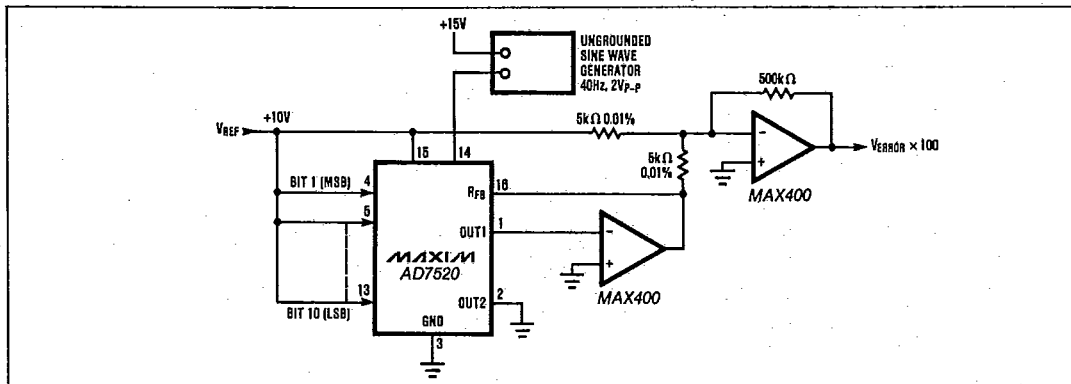 +15V
UNGROUNDED
SINE WAVE
GENERATOR
40Hz, 2VP-P
500kΩ
VREF
+10V
5kΩ 0.01%
15
14
5kΩ
0.01%
VERROR × 100
MAX400
BIT 1 (MSB)
4
5
RFB
16
OUT1
1
MAXIM
AD7520
MAX400
13
BIT 10 (LSB)
OUT2
2
GND
3